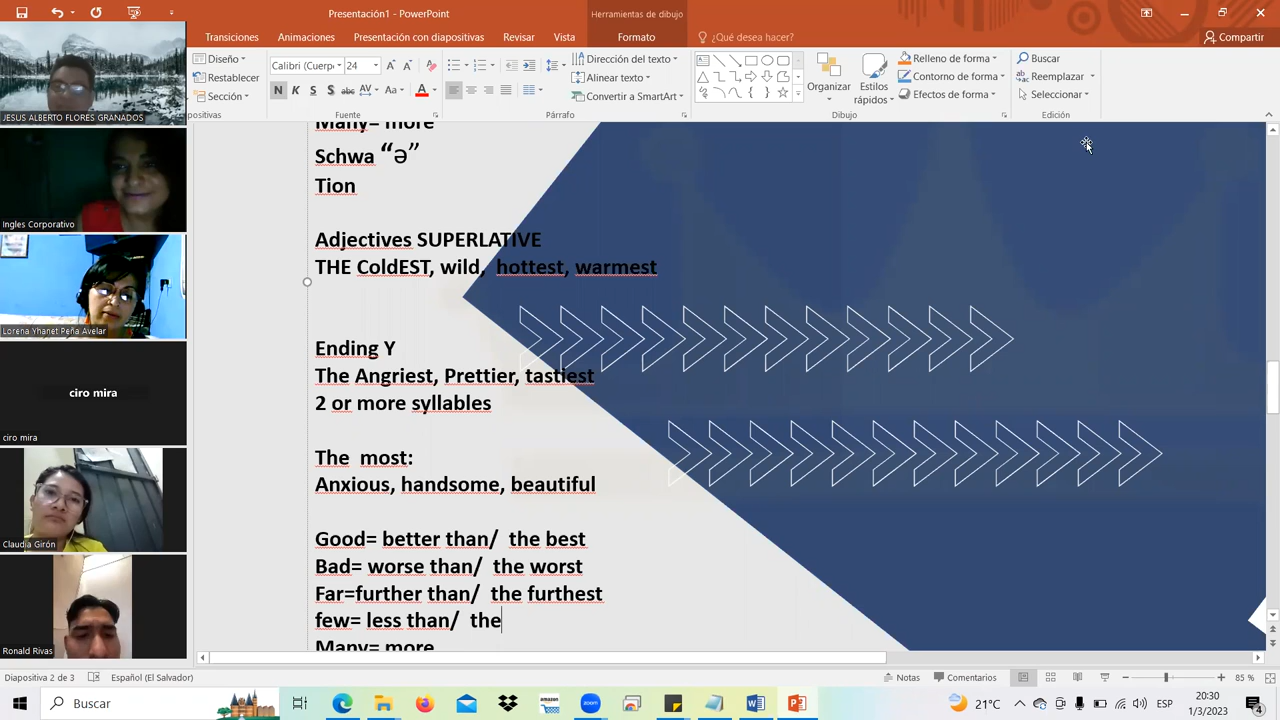 Presentación1 - PowerPoint
Herramientas de dibujo
Transiciones Animaciones Presentación con diapositivas Revisar Vista Formato ¿Qué desea hacer? Compartir
Diseño
Restablecer
Sección
Calibri (Cuerp 24
Dirección del texto
Alinear texto
Convertir a SmartArt
Organizar
Estilos rápidos
Relleno de forma
Contorno de forma
Efectos de forma
Buscar
Reemplazar
Seleccionar
positivas Fuente Párrafo Dibujo Edición
JESUS ALBERTO FLORES GRANADOS
Ingles Corporativo
Lorena Yhanet Peña Avelar
ciro mira
ciro mira
Claudia Girón
Ronald Rivas
Many= more
Schwa “ə”
Tion
Adjectives SUPERLATIVE
THE ColdEST, wild, hottest, warmest
Ending Y
The Angriest, Prettier, tastiest
2 or more syllables
The most:
Anxious, handsome, beautiful
Good= better than/ the best
Bad= worse than/ the worst
Far=further than/ the furthest
few= less than/ the
Many= more
Diapositiva 2 de 3 Español (El Salvador) Notas Comentarios 85 %
Buscar 21°C ESP 20:30
1/3/2023